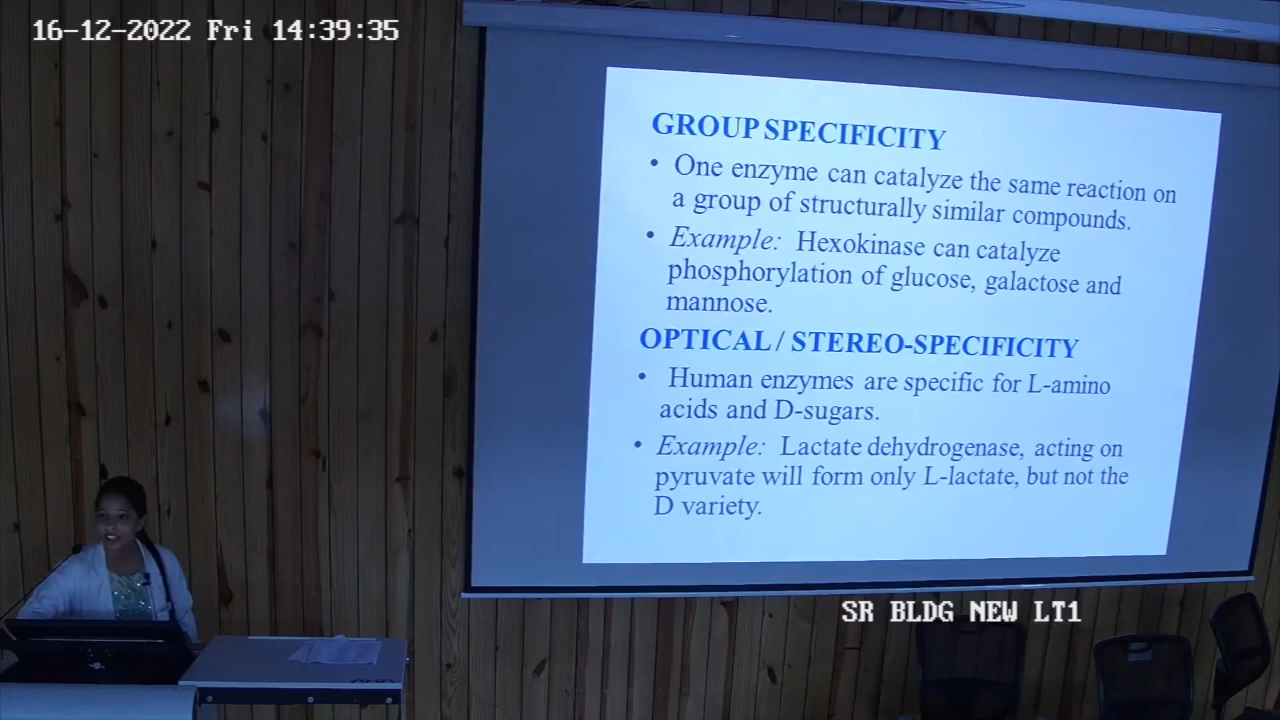 16-12-2022 Fri 14:39:35
GROUP SPECIFICITY
• One enzyme can catalyze the same reaction on
a group of structurally similar compounds.
• Example: Hexokinase can catalyze
phosphorylation of glucose, galactose and
mannose.
OPTICAL / STEREO-SPECIFICITY
• Human enzymes are specific for L-amino
acids and D-sugars.
• Example: Lactate dehydrogenase, acting on
pyruvate will form only L-lactate, but not the
D variety.
SR BLDG NEW LT1